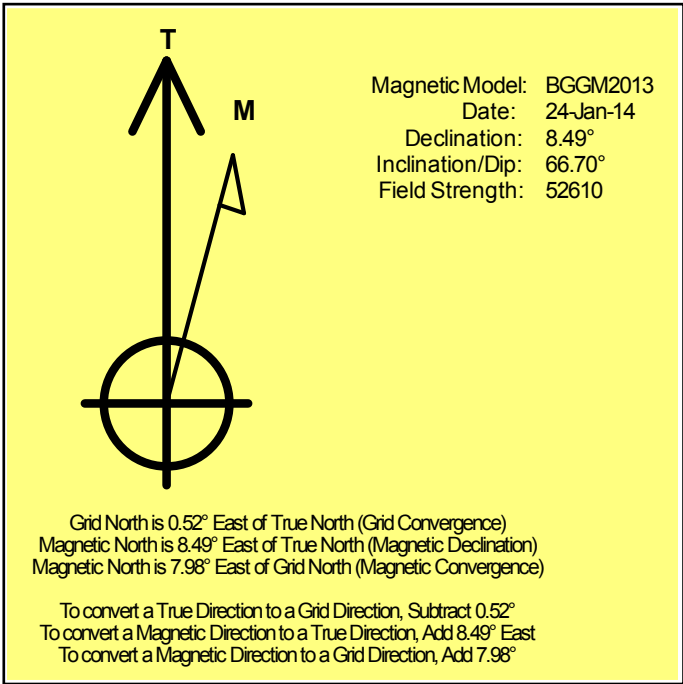 T
M
Magnetic Model: BGGM2013
Date: 24-Jan-14
Declination: 8.49°
Inclination/Dip: 66.70°
Field Strength: 52610
Grid North is 0.52° East of True North (Grid Convergence)
Magnetic North is 8.49° East of True North (Magnetic Declination)
Magnetic North is 7.98° East of Grid North (Magnetic Convergence)
To convert a True Direction to a Grid Direction, Subtract 0.52°
To convert a Magnetic Direction to a True Direction, Add 8.49° East
To convert a Magnetic Direction to a Grid Direction, Add 7.98°